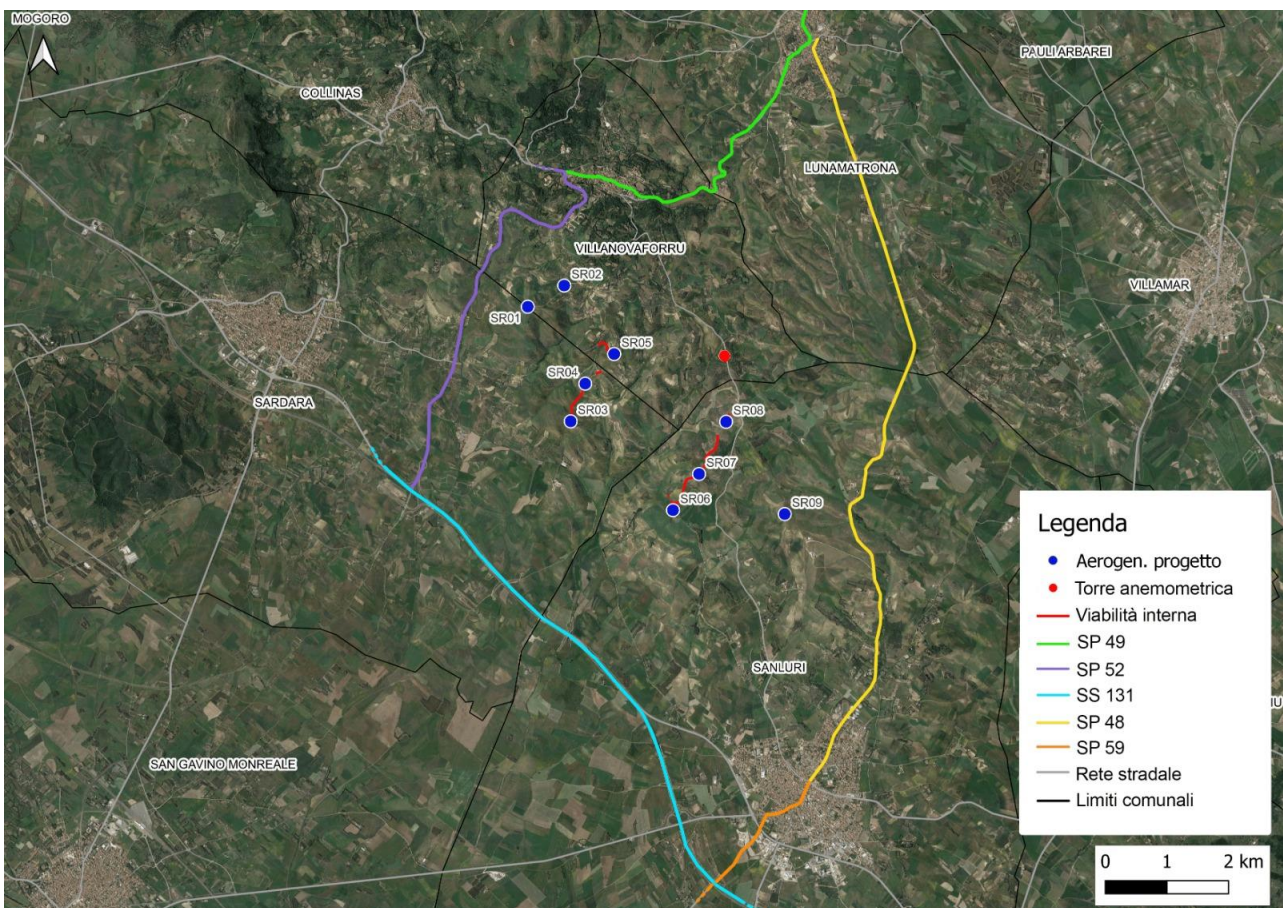 MOGORO
PAULI ARBAREI
COLLINAS
LUNAMATRONA
VILLANOVAFORRU
SR02
VILLAMAR
SR01
SR05
SR04
SARDARA
SR03
SR08
SR07
SR06
SR09
SANLURI
SAN GAVINO MONREALE
IU
Legenda
Aerogen. progetto
Torre anemometrica
Viabilità interna
SP 49
SP 52
SS 131
SP 48
SP 59
Rete stradale
Limiti comunali
0 1 2 km